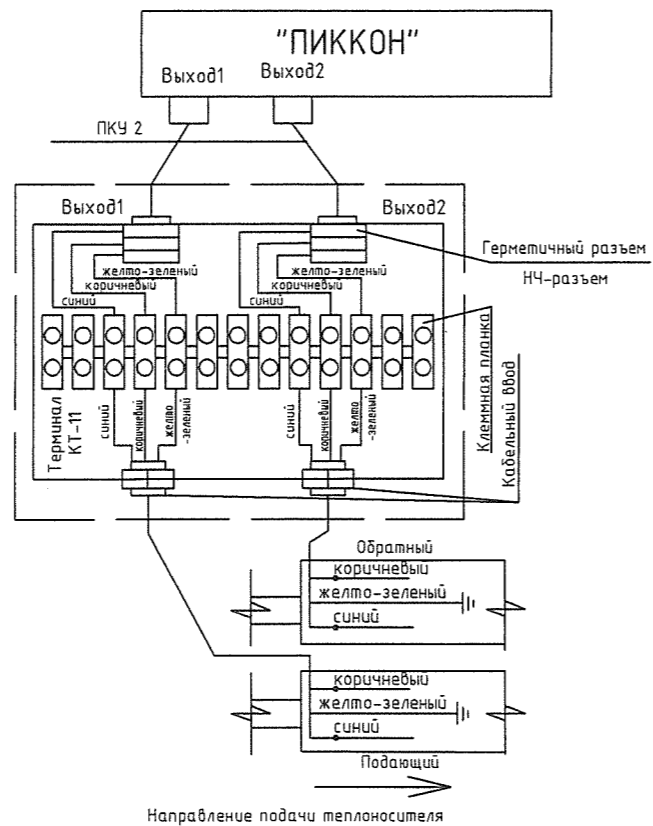 "ПИККОН"
Выход1
Выход2
ПКУ 2
Выход1
Выход2
Герметичный разъем
НЧ-разъем
желто-зеленый
коричневый
синий
желто-зеленый
коричневый
синий
Терминал
КТ-11
синий
коричневый
желто
-зеленый
синий
коричневый
желто
-зеленый
Клеммная планка
Кабельный ввод
Обратный
коричневый
желто-зеленый
синий
коричневый
желто-зеленый
синий
Подающий
Направление подачи теплоносителя